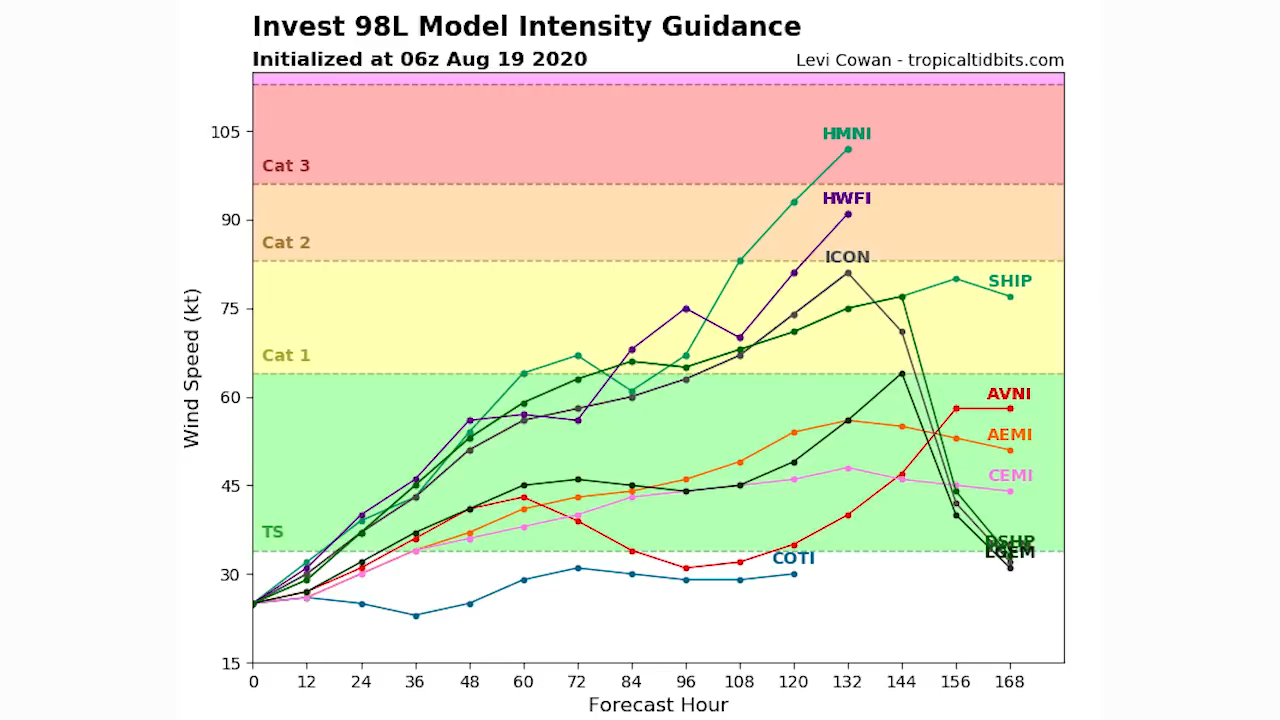 Invest 98L Model Intensity Guidance
Initialized at 06z Aug 19 2020
Levi Cowan - tropicaltidbits.com
105
90
75
60
45
30
15
Wind Speed (kt)
Cat 3
Cat 2
Cat 1
TS
HMNI
HWFI
ICON
SHIP
AVNI
AEMI
CEMI
COTI
DSHP
LGEM
0 12 24 36 48 60 72 84 96 108 120 132 144 156 168
Forecast Hour